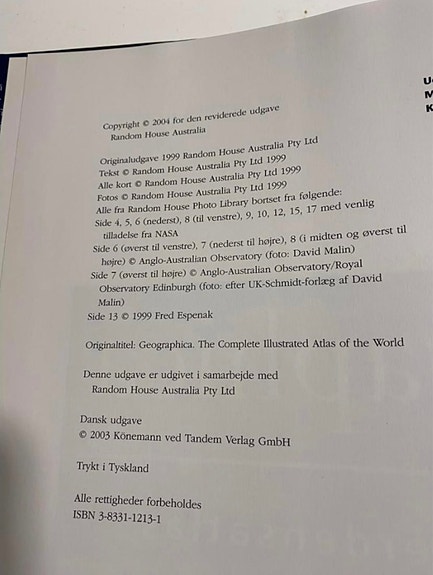 Copyright © 2004 for den reviderede udgave
Random House Australia
Originaludgave 1999 Random House Australia Pty Ltd
Tekst © Random House Australia Pty Ltd 1999
Alle kort © Random House Australia Pty Ltd 1999
Fotos © Random House Australia Pty Ltd 1999
Alle fra Random House Photo Library bortset fra følgende:
Side 4, 5, 6 (nederst), 8 (til venstre), 9, 10, 12, 15, 17 med venlig
tilladelse fra NASA
Side 6 (øverst til venstre), 7 (nederst til højre), 8 (i midten og øverst til
højre) © Anglo-Australian Observatory (foto: David Malin)
Side 7 (øverst til højre) © Anglo-Australian Observatory/Royal
Observatory Edinburgh (foto: efter UK-Schmidt-forlæg af David
Malin)
Side 13 © 1999 Fred Espenak
Originaltitel: Geographica. The Complete Illustrated Atlas of the World
Denne udgave er udgivet i samarbejde med
Random House Australia Pty Ltd
Dansk udgave
© 2003 Könemann ved Tandem Verlag GmbH
Trykt i Tyskland
Alle rettigheder forbeholdes
ISBN 3-8331-1213-1